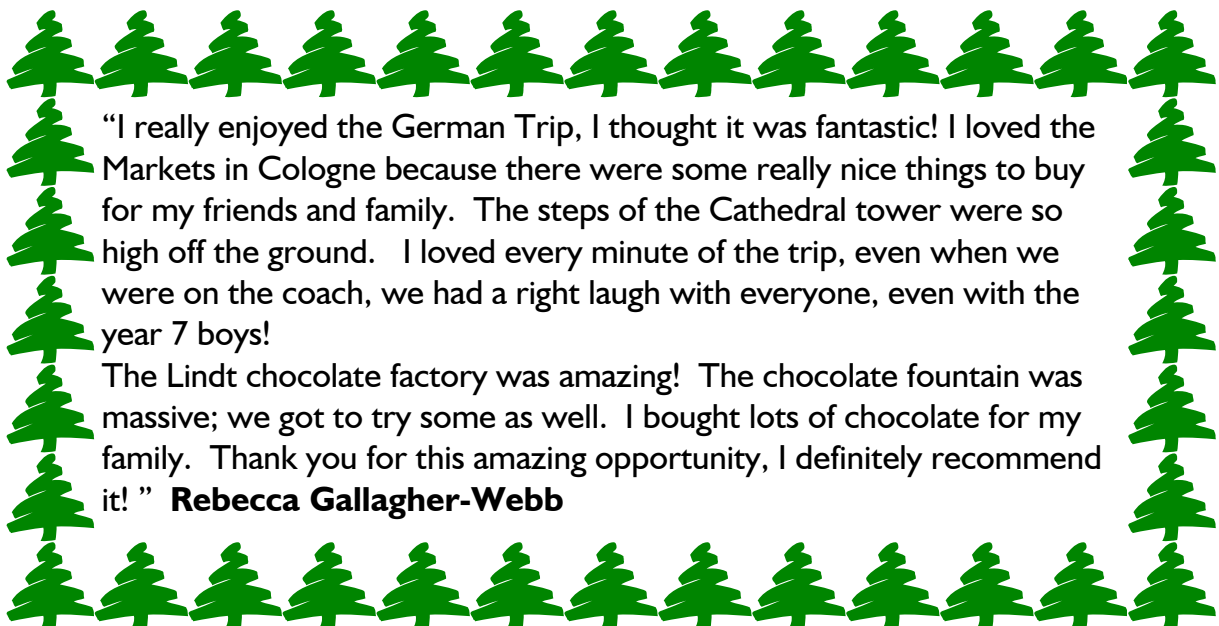 “I really enjoyed the German Trip, I thought it was fantastic! I loved the
Markets in Cologne because there were some really nice things to buy
for my friends and family.  The steps of the Cathedral tower were so
high off the ground.   I loved every minute of the trip, even when we
were on the coach, we had a right laugh with everyone, even with the
year 7 boys!
The Lindt chocolate factory was amazing!  The chocolate fountain was
massive; we got to try some as well.  I bought lots of chocolate for my
family.  Thank you for this amazing opportunity, I definitely recommend
it! ”  Rebecca Gallagher-Webb